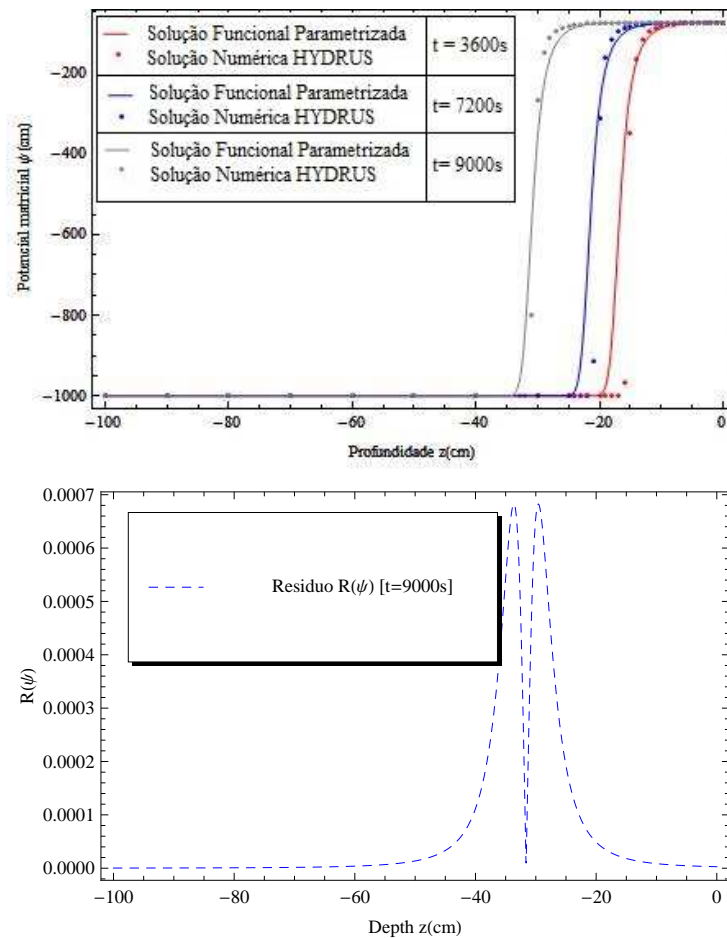 Solução Funcional Parametrizada
Solução Numérica HYDRUS
t = 3600s
Solução Funcional Parametrizada
Solução Numérica HYDRUS
t= 7200s
Solução Funcional Parametrizada
Solução Numérica HYDRUS
t= 9000s
Potencial matricial ψ (cm)
−200
−400
−600
−800
−1000
−100
−80
−60
−40
−20
0
Profundidade z(cm)
0.0007
0.0006
0.0005
0.0004
0.0003
0.0002
0.0001
0.0000
R(ψ)
Residuo R(ψ) [t=9000s]
−100
−80
−60
−40
−20
0
Depth z(cm)